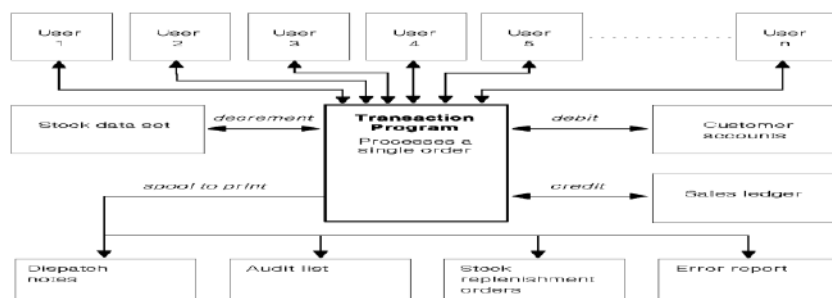 User
1
User
2
User
3
User
4
User
5
User
n
Stock data set
decrement
Transaction
Program
Processes a
single order
debit
Customer
accounts
spool to print
credit
Sales ledger
Dispatch
notes
Audit list
Stock
replenishment
orders
Error report